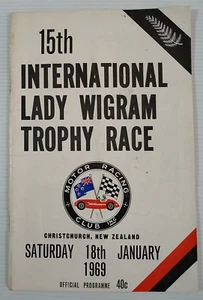 15th
INTERNATIONAL
LADY WIGRAM
TROPHY RACE
MOTOR RACING
CLUB
CHRISTCHURCH, NEW ZEALAND
SATURDAY 18th JANUARY
1969
OFFICIAL PROGRAMME 40c